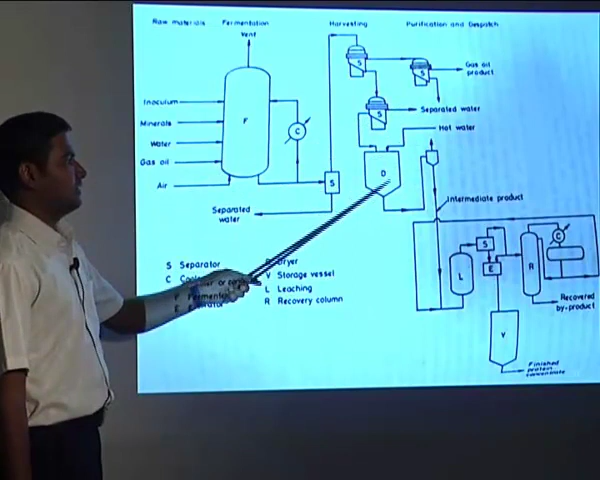 Raw materials Fermentation Harvesting Purification and Despatch
Vent
Gas oil
product
Inoculum
Minerals
Water
Gas oil
Air
F
C
S
S
S
S
Separated water
Hot water
D
Separated
water
Intermediate product
S
E
L
R
C
V
Recovered
by-product
Finished
protein
concentrate
S Separator
C
F Fermenter
E
Dryer
V Storage vessel
L Leaching
R Recovery column